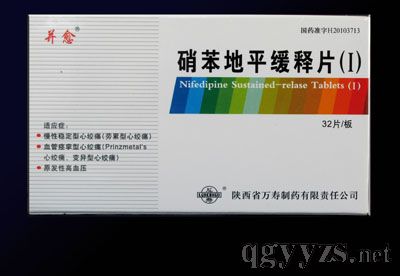 并愈
国药准字H20103713
硝苯地平缓释片(I)
Nifedipine Sustained-relase Tablets (I)
32片/板
适应症:
慢性稳定型心绞痛(劳累型心绞痛)
血管痉挛型心绞痛(Prinzmetal's
心绞痛、变异型心绞痛)
原发性高血压
陕西省万寿制药有限责任公司
qgyyzs.net